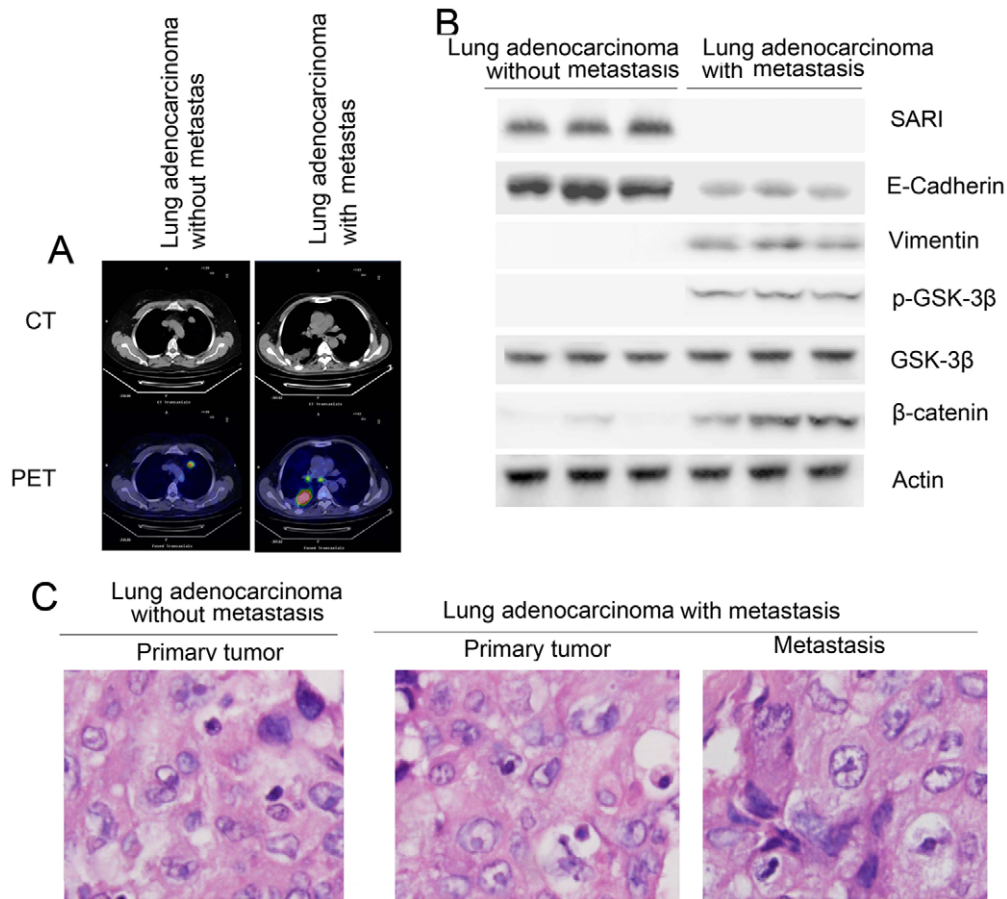 A
Lung adenocarcinoma
without metastas
Lung adenocarcinoma
with metastas
CT
PET
B
Lung adenocarcinoma
without metastasis
Lung adenocarcinoma
with metastasis
SARI
E-Cadherin
Vimentin
p-GSK-3β
GSK-3β
β-catenin
Actin
C
Lung adenocarcinoma
without metastasis
Primary tumor
Lung adenocarcinoma with metastasis
Primary tumor
Metastasis